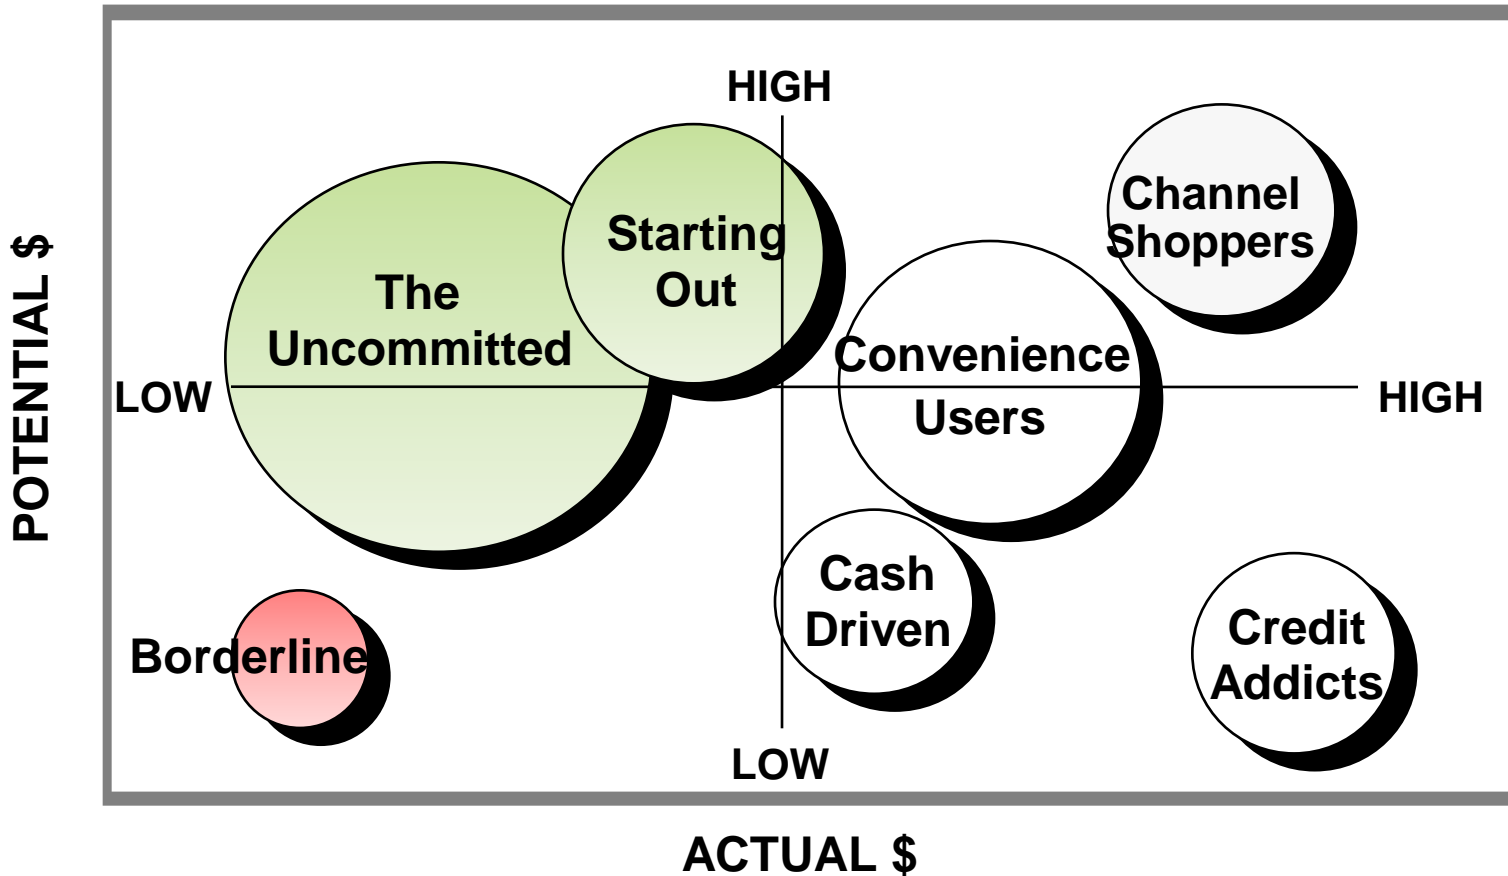 HIGH
Channel
Shoppers
Starting
Out
The
Uncommitted
Convenience
Users
LOW
HIGH
POTENTIAL $
Cash
Driven
Credit
Addicts
Borderline
LOW
ACTUAL $